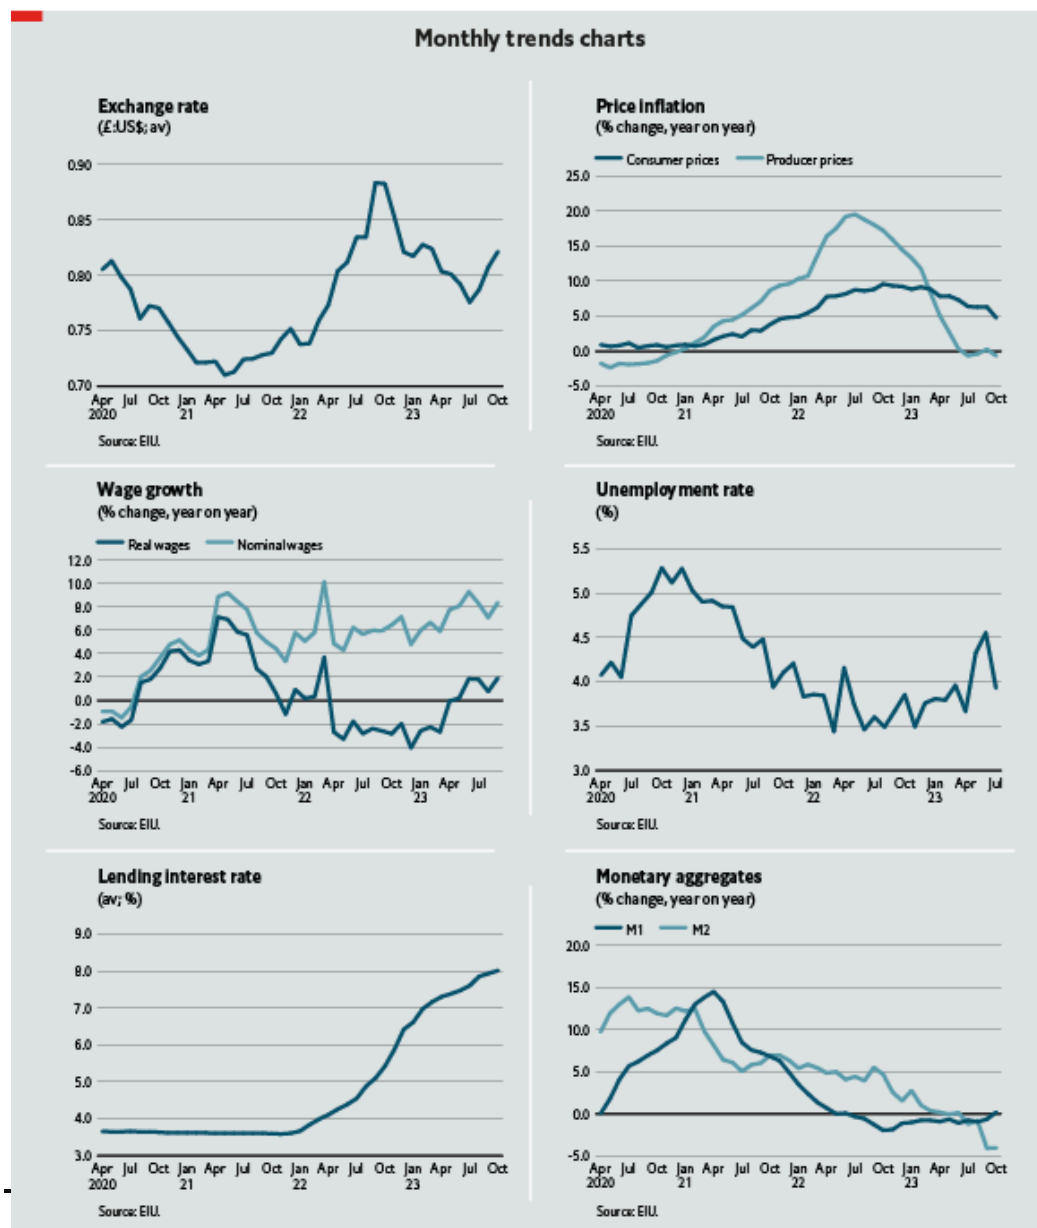 Monthly trends charts
Exchange rate
(£:US$; av)
0.90
0.85
0.80
0.75
0.70
Apr Jul Oct Jan Apr Jul Oct Jan Apr Jul Oct Jan Apr Jul Oct
2020 21 22 23
Source: EIU.
Price inflation
(% change, year on year)
Consumer prices Producer prices
25.0
20.0
15.0
10.0
5.0
0.0
-5.0
Apr Jul Oct Jan Apr Jul Oct Jan Apr Jul Oct Jan Apr Jul Oct
2020 21 22 23
Source: EIU.
Wage growth
(% change, year on year)
Real wages Nominal wages
12.0
10.0
8.0
6.0
4.0
2.0
0.0
-2.0
-4.0
-6.0
Apr Jul Oct Jan Apr Jul Oct Jan Apr Jul Oct Jan Apr Jul
2020 21 22 23
Source: EIU.
Unemployment rate
(%)
5.5
5.0
4.5
4.0
3.5
3.0
Apr Jul Oct Jan Apr Jul Oct Jan Apr Jul Oct Jan Apr Jul
2020 21 22 23
Source: EIU.
Lending interest rate
(av; %)
9.0
8.0
7.0
6.0
5.0
4.0
3.0
Apr Jul Oct Jan Apr Jul Oct Jan Apr Jul Oct Jan Apr Jul Oct
2020 21 22 23
Source: EIU.
Monetary aggregates
(% change, year on year)
M1 M2
20.0
15.0
10.0
5.0
0.0
-5.0
Apr Jul Oct Jan Apr Jul Oct Jan Apr Jul Oct Jan Apr Jul Oct
2020 21 22 23
Source: EIU.